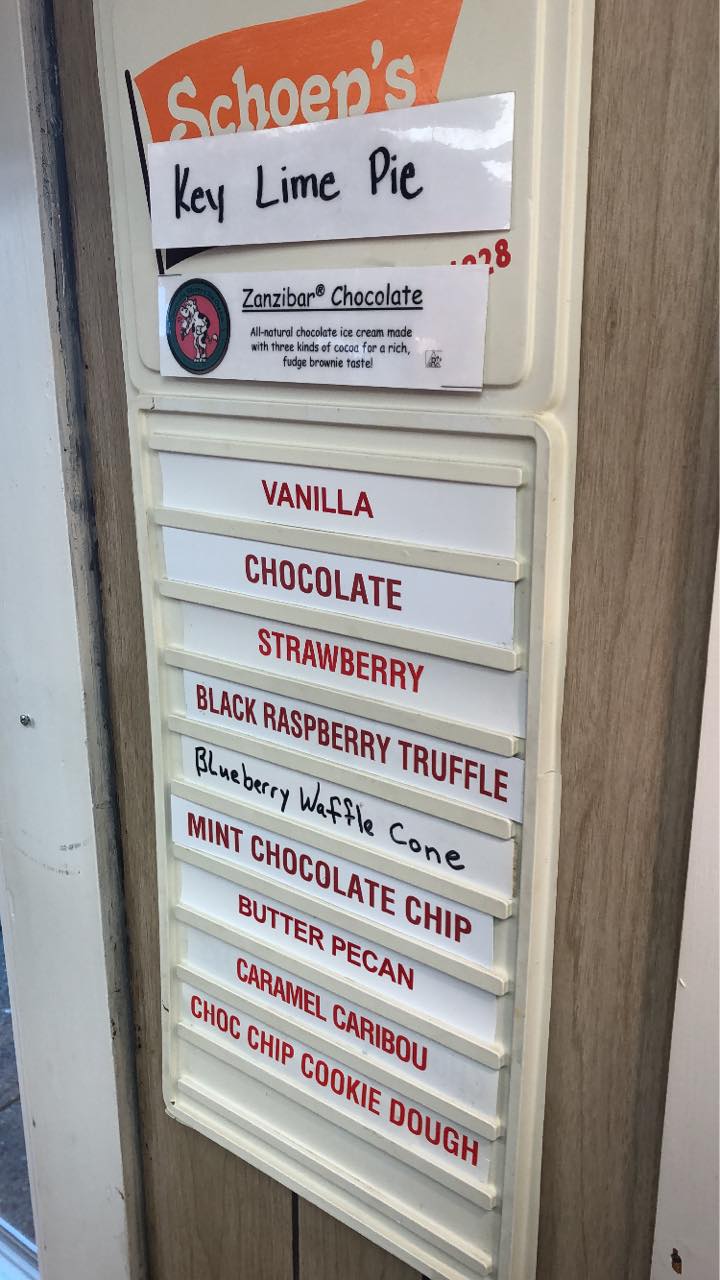 Schoep's
Key Lime Pie
1928
Zanzibar® Chocolate
All-natural chocolate ice cream made
with three kinds of cocoa for a rich,
fudge brownie taste!
VANILLA
CHOCOLATE
STRAWBERRY
BLACK RASPBERRY TRUFFLE
Blueberry Waffle Cone
MINT CHOCOLATE CHIP
BUTTER PECAN
CARAMEL CARIBOU
CHOC CHIP COOKIE DOUGH